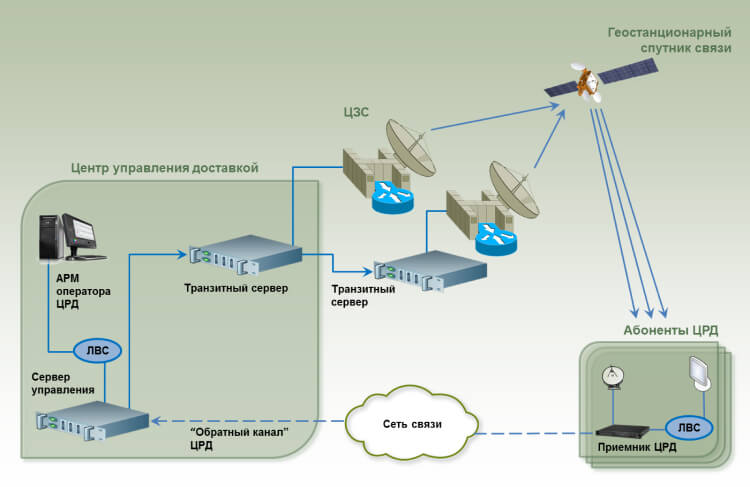 Геостанционарный
спутник связи
ЦЗС
Центр управления доставкой
АРМ
оператора
ЦРД
Транзитный сервер
Транзитный
сервер
ЛВС
Сервер
управления
Абоненты ЦРД
Сеть связи
“Обратный канал”
ЦРД
ЛВС
Приемник ЦРД